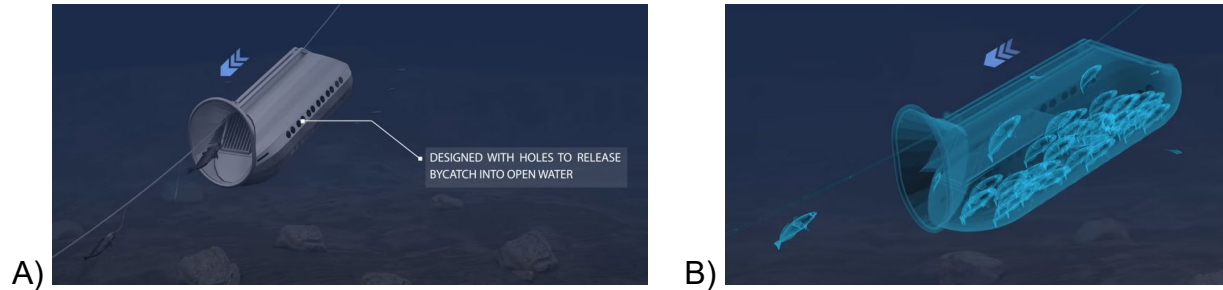 DESIGNED WITH HOLES TO RELEASE
BYCATCH INTO OPEN WATER
A)
B)